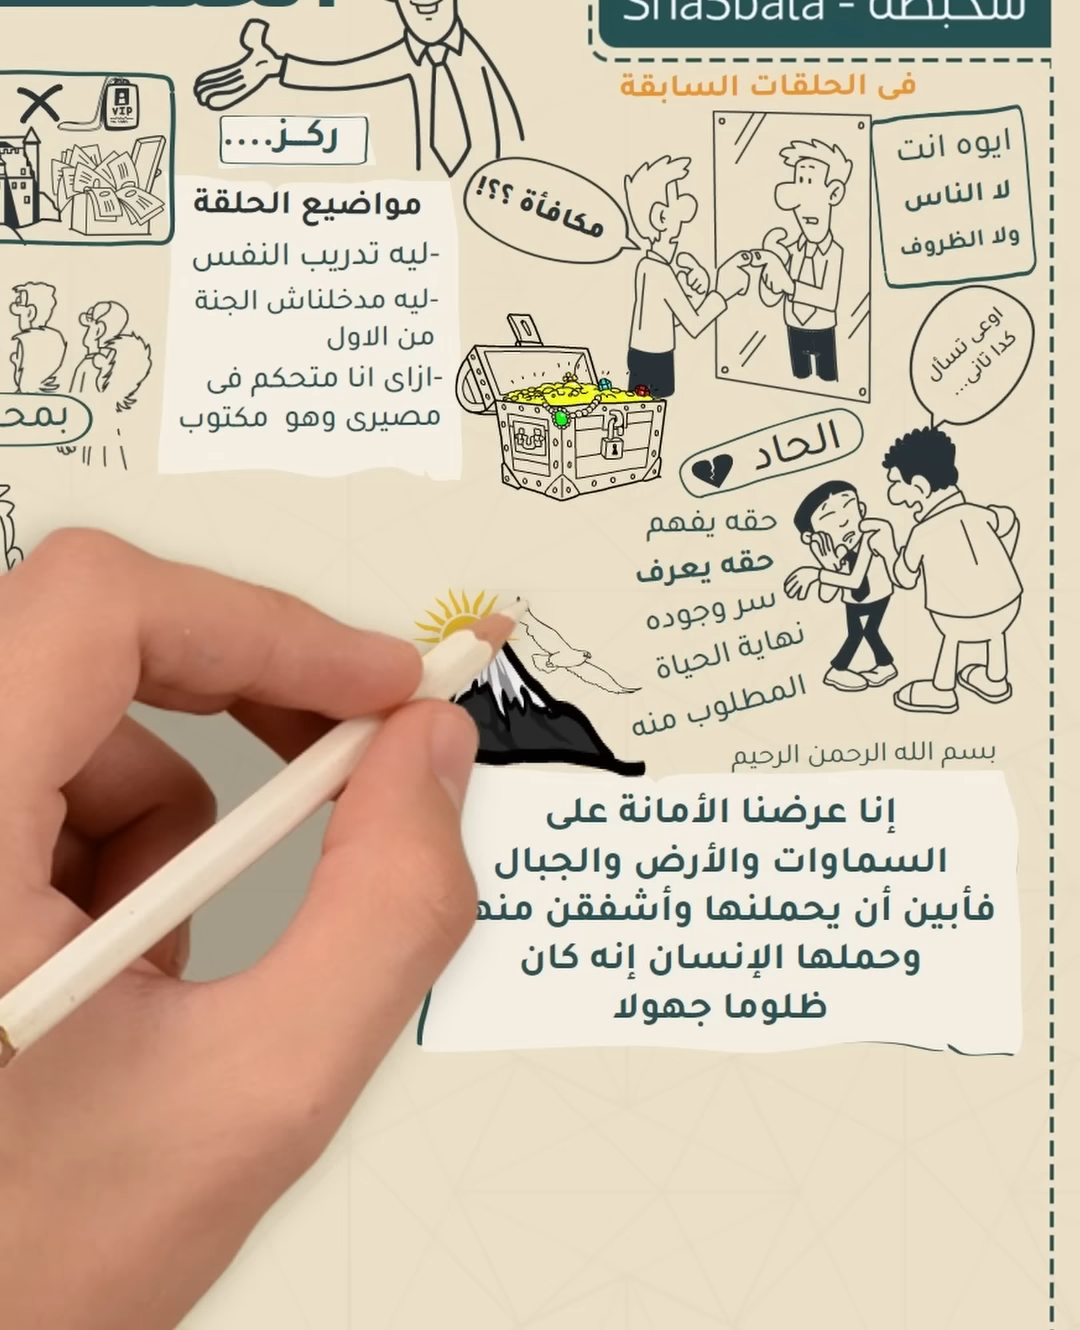 شخبطة - Sha5bata
فى الحلقات السابقة
ايوه انت
لا الناس
ولا الظروف
مكافأة ؟؟!
اوعى تسأل
كدا تانى...
الحاد
حقه يفهم
حقه يعرف
سر وجوده
نهاية الحياة
المطلوب منه
بسم الله الرحمن الرحيم
إنا عرضنا الأمانة على
السماوات والأرض والجبال
فأبين أن يحملنها وأشفقن
وحملها الإنسان إنه كان
ظلوما جهولا
ركـز....
مواضيع الحلقة
-ليه تدريب النفس
-ليه مدخلناش الجنة
من الاول
-ازاى انا متحكم فى
مصيرى وهو مكتوب
VIP